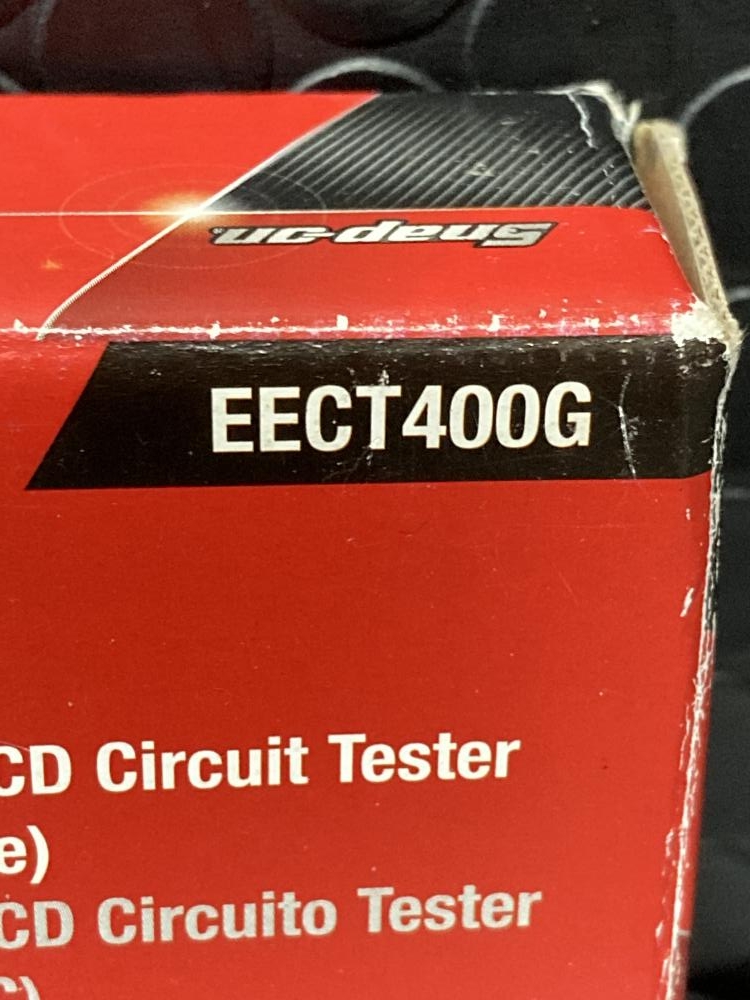 Snap-on
EECT400G
CD Circuit Tester
e)
CD Circuito Tester